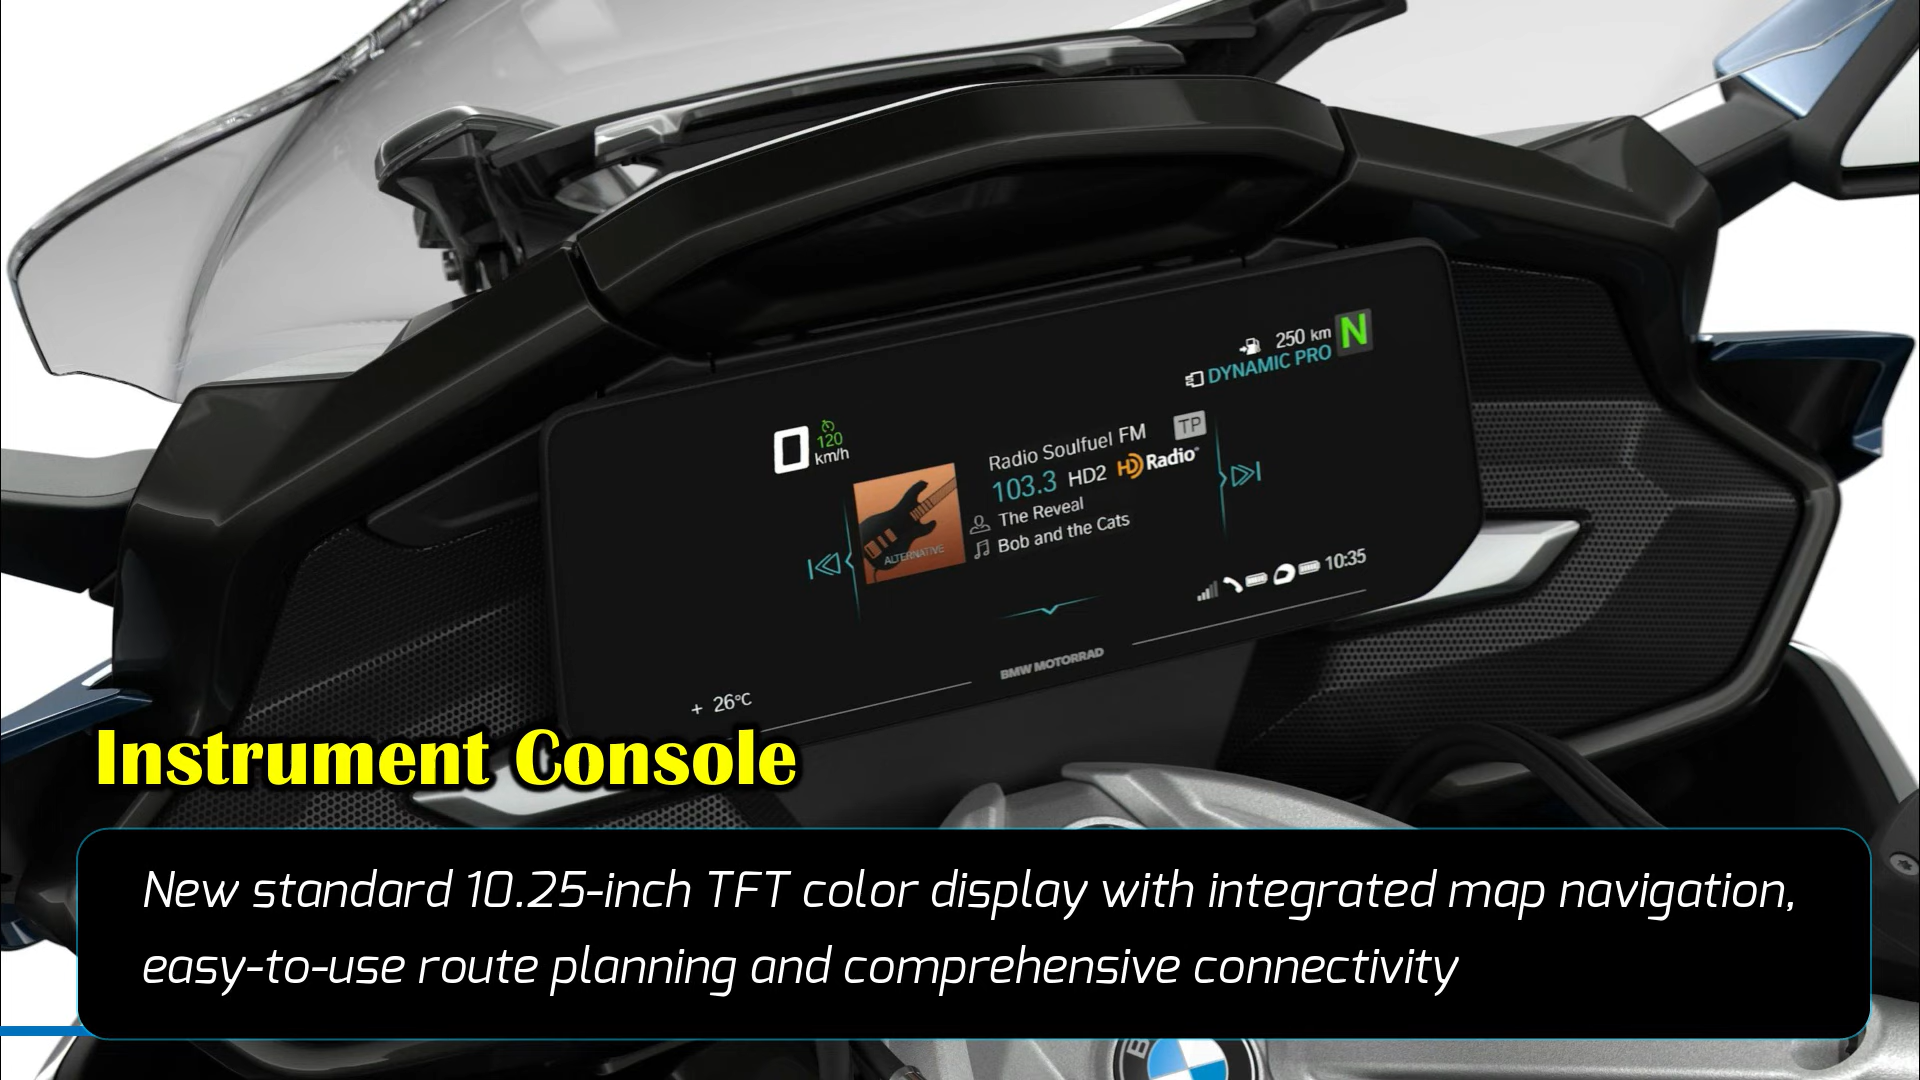 250 km N
DYNAMIC PRO
0 120
km/h
Radio Soulfuel FM TP
103.3 HD2 HD Radio®
The Reveal
Bob and the Cats
ALTERNATIVE
10:35
BMW MOTORRAD
+ 26°C
Instrument Console
New standard 10.25-inch TFT color display with integrated map navigation,
easy-to-use route planning and comprehensive connectivity
B